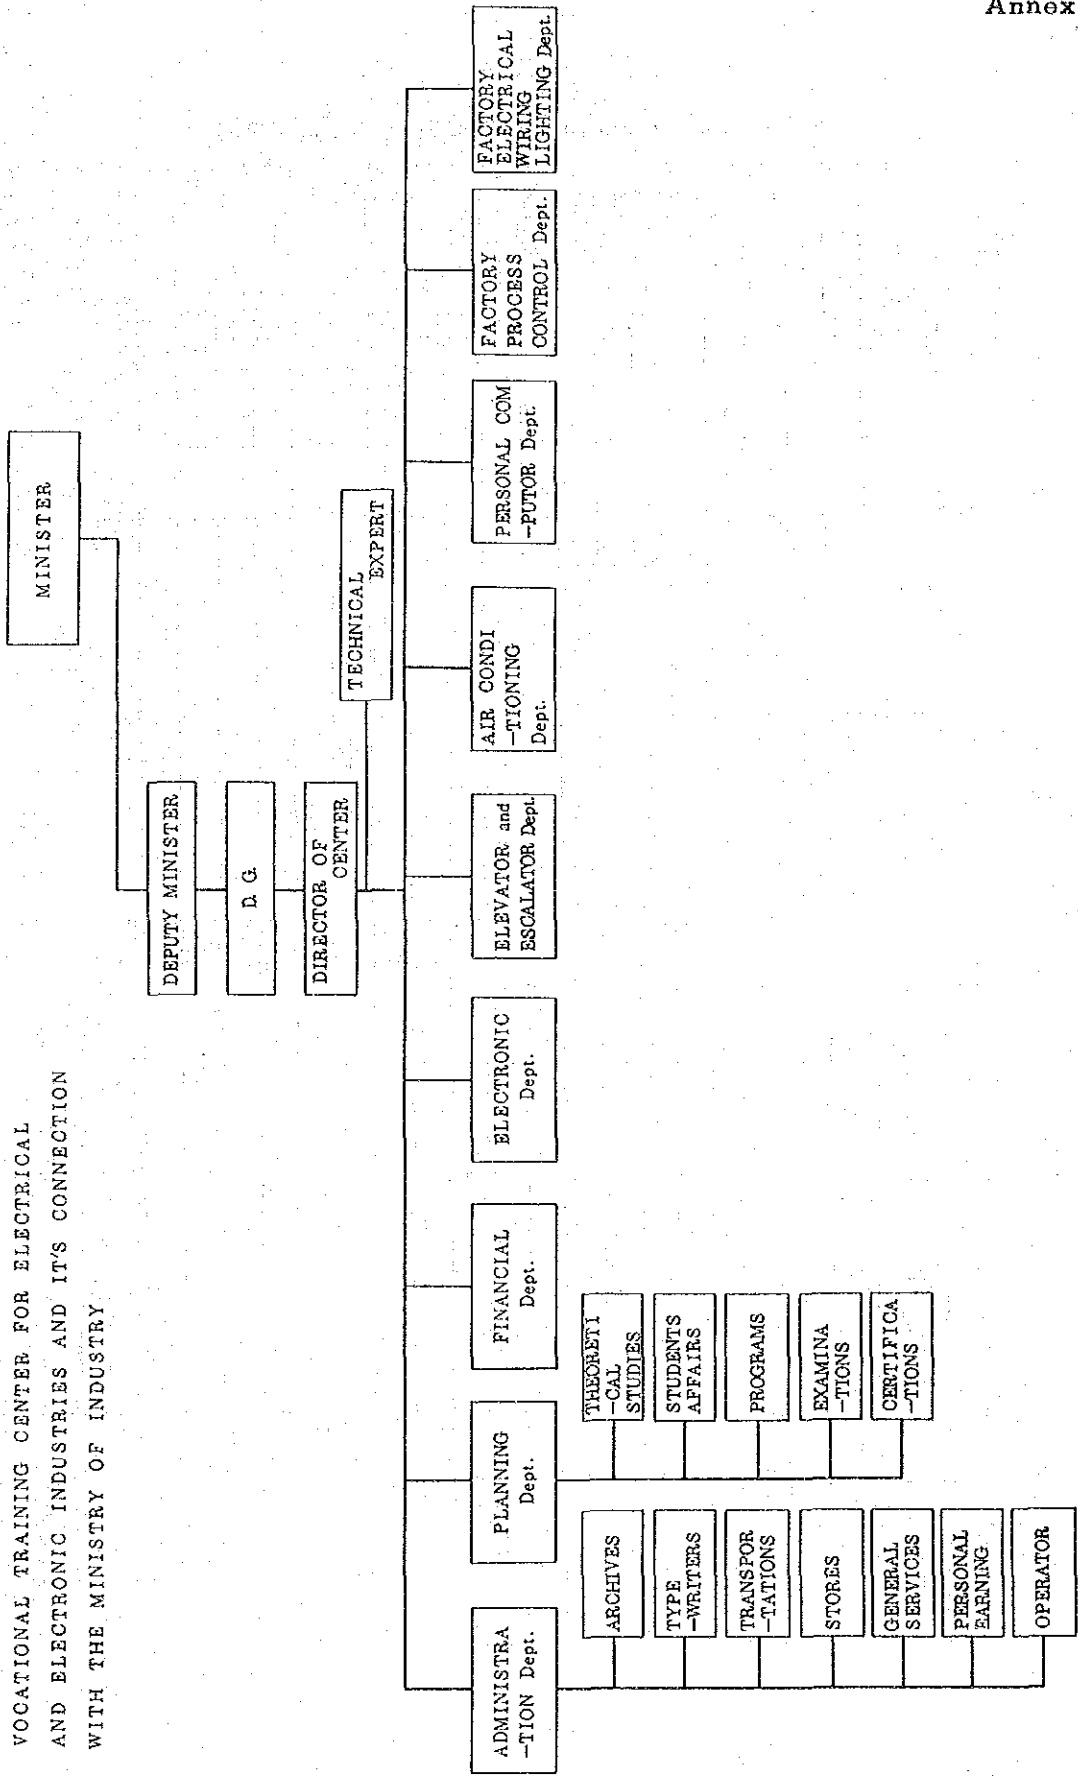 Annex
VOCATIONAL TRAINING CENTER FOR ELECTRICAL
AND ELECTRONIC INDUSTRIES AND IT'S CONNECTION
WITH THE MINISTRY OF INDUSTRY
MINISTER
DEPUTY MINISTER
D. G.
DIRECTOR OF
CENTER
TECHNICAL
EXPERT
ADMINISTRA
-TION Dept.
PLANNING
Dept.
FINANCIAL
Dept.
ELECTRONIC
Dept.
ELEVATOR and
ESCALATOR Dept.
AIR CONDI
-TIONING
Dept.
PERSONAL COM
-PUTOR Dept.
FACTORY
PROCESS
CONTROL Dept.
FACTORY
ELECTRICAL
WIRING
LIGHTING Dept.
ARCHIVES
TYPE
-WRITERS
TRANSPOR
-TATIONS
STORES
GENERAL
SERVICES
PERSONAL
EARNING
OPERATOR
THEORETI
-CAL
STUDIES
STUDENTS
AFFAIRS
PROGRAMS
EXAMINA
-TIONS
CERTIFICA
-TIONS